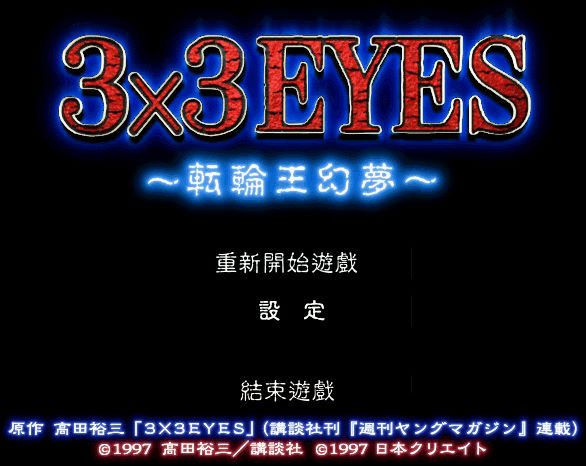 3×3 EYES
～転輪王幻夢～
重新開始遊戲
設 定
結束遊戲
原作 高田裕三「3X3EYES」(講談社刊『週刊ヤングマガジン』連載)
©1997 高田裕三／講談社 ©1997 日本クリエイト